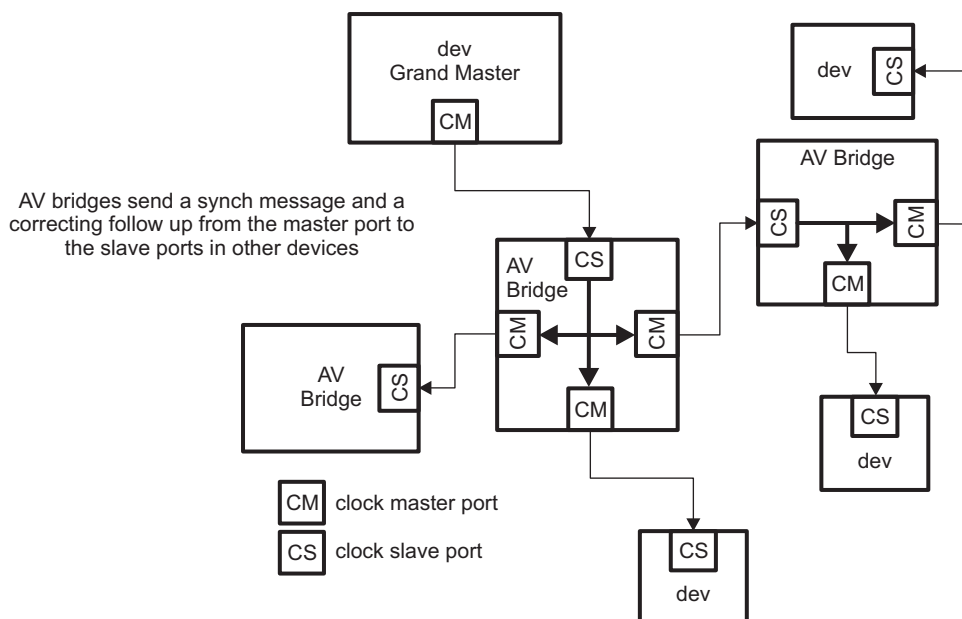 dev
Grand Master
CM
dev
CS
AV bridges send a synch message and a
correcting follow up from the master port to
the slave ports in other devices
AV Bridge
CS
CM
CM
AV
Bridge
CS
CM
CM
CM
AV
Bridge
CS
CS
dev
CM clock master port
CS clock slave port
CS
dev